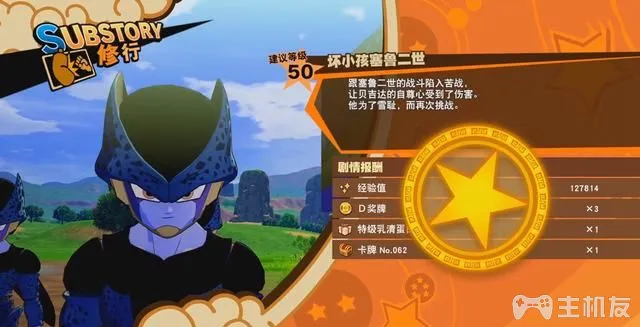 SUBSTORY
修行
建议等级
50
坏小孩塞鲁二世
跟塞鲁二世的战斗陷入苦战，
让贝吉达的自尊心受到了伤害。
他为了雪耻，而再次挑战。
剧情报酬
经验值 127814
D奖牌 ×3
特级乳清蛋 ×1
卡牌 No.062 ×1
主机友